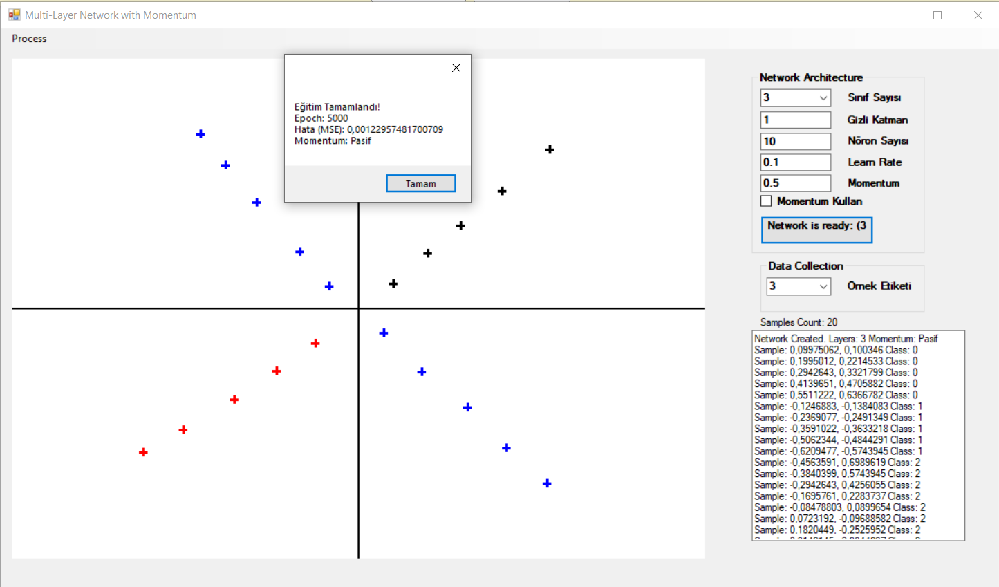 Multi-Layer Network with Momentum
Process
Eğitim Tamamlandı!
Epoch: 5000
Hata (MSE): 0,00122957481700709
Momentum: Pasif
Tamam
Network Architecture
3
Sınıf Sayısı
1
Gizli Katman
10
Nöron Sayısı
0.1
Learn Rate
0.5
Momentum
Momentum Kullan
Network is ready: (3
Data Collection
3
Örnek Etiketi
Samples Count: 20
Network Created. Layers: 3 Momentum: Pasif
Sample: 0,09975062, 0,100346 Class: 0
Sample: 0,1995012, 0,2214533 Class: 0
Sample: 0,2942643, 0,3321799 Class: 0
Sample: 0,4139651, 0,4705882 Class: 0
Sample: 0,5511222, 0,6366782 Class: 0
Sample: -0,1246883, -0,1384083 Class: 1
Sample: -0,2369077, -0,2491349 Class: 1
Sample: -0,3591022, -0,3633218 Class: 1
Sample: -0,5062344, -0,4844291 Class: 1
Sample: -0,6209477, -0,5743945 Class: 1
Sample: -0,4563591, 0,6989619 Class: 2
Sample: -0,3840399, 0,5743945 Class: 2
Sample: -0,2942643, 0,4256055 Class: 2
Sample: -0,1695761, 0,2283737 Class: 2
Sample: -0,08478803, 0,0899654 Class: 2
Sample: 0,0723192, -0,09688582 Class: 2
Sample: 0,1820449, -0,2525952 Class: 2